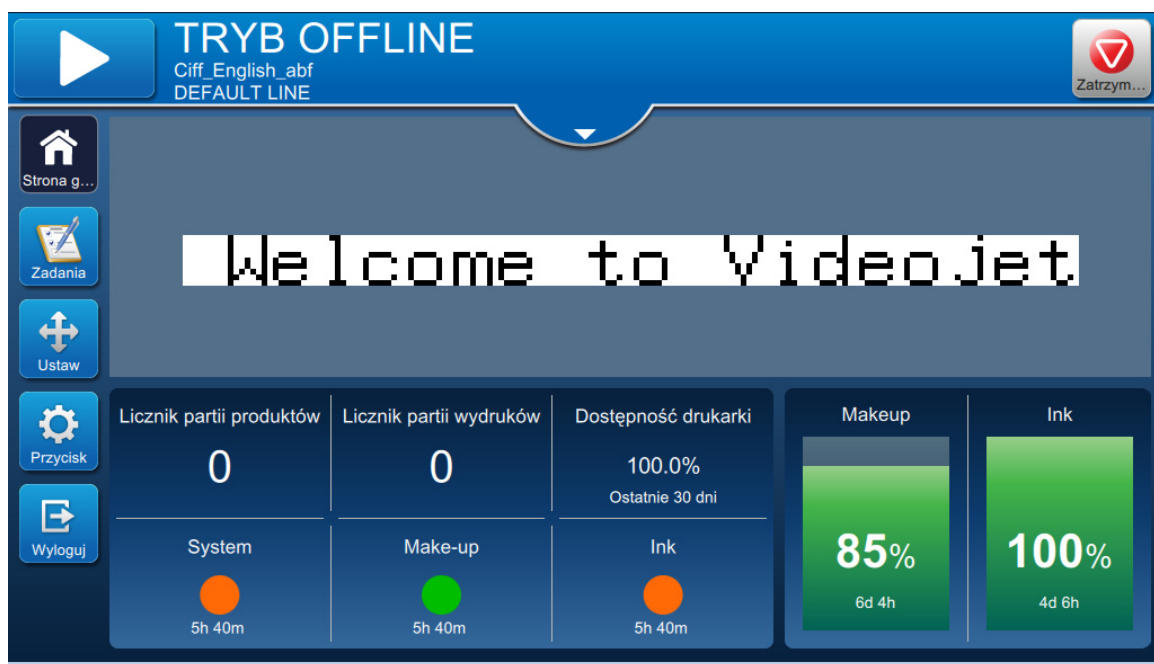 TRYB OFFLINE
Ciff_English_abf
DEFAULT LINE
Zatrzym...
Strona g...
Zadania
Ustaw
Przycisk
Wyloguj
Welcome to Videojet
Licznik partii produktów
0
Licznik partii wydruków
0
Dostępność drukarki
100.0%
Ostatnie 30 dni
System
5h 40m
Make-up
5h 40m
Ink
5h 40m
Makeup
85%
6d 4h
Ink
100%
4d 6h